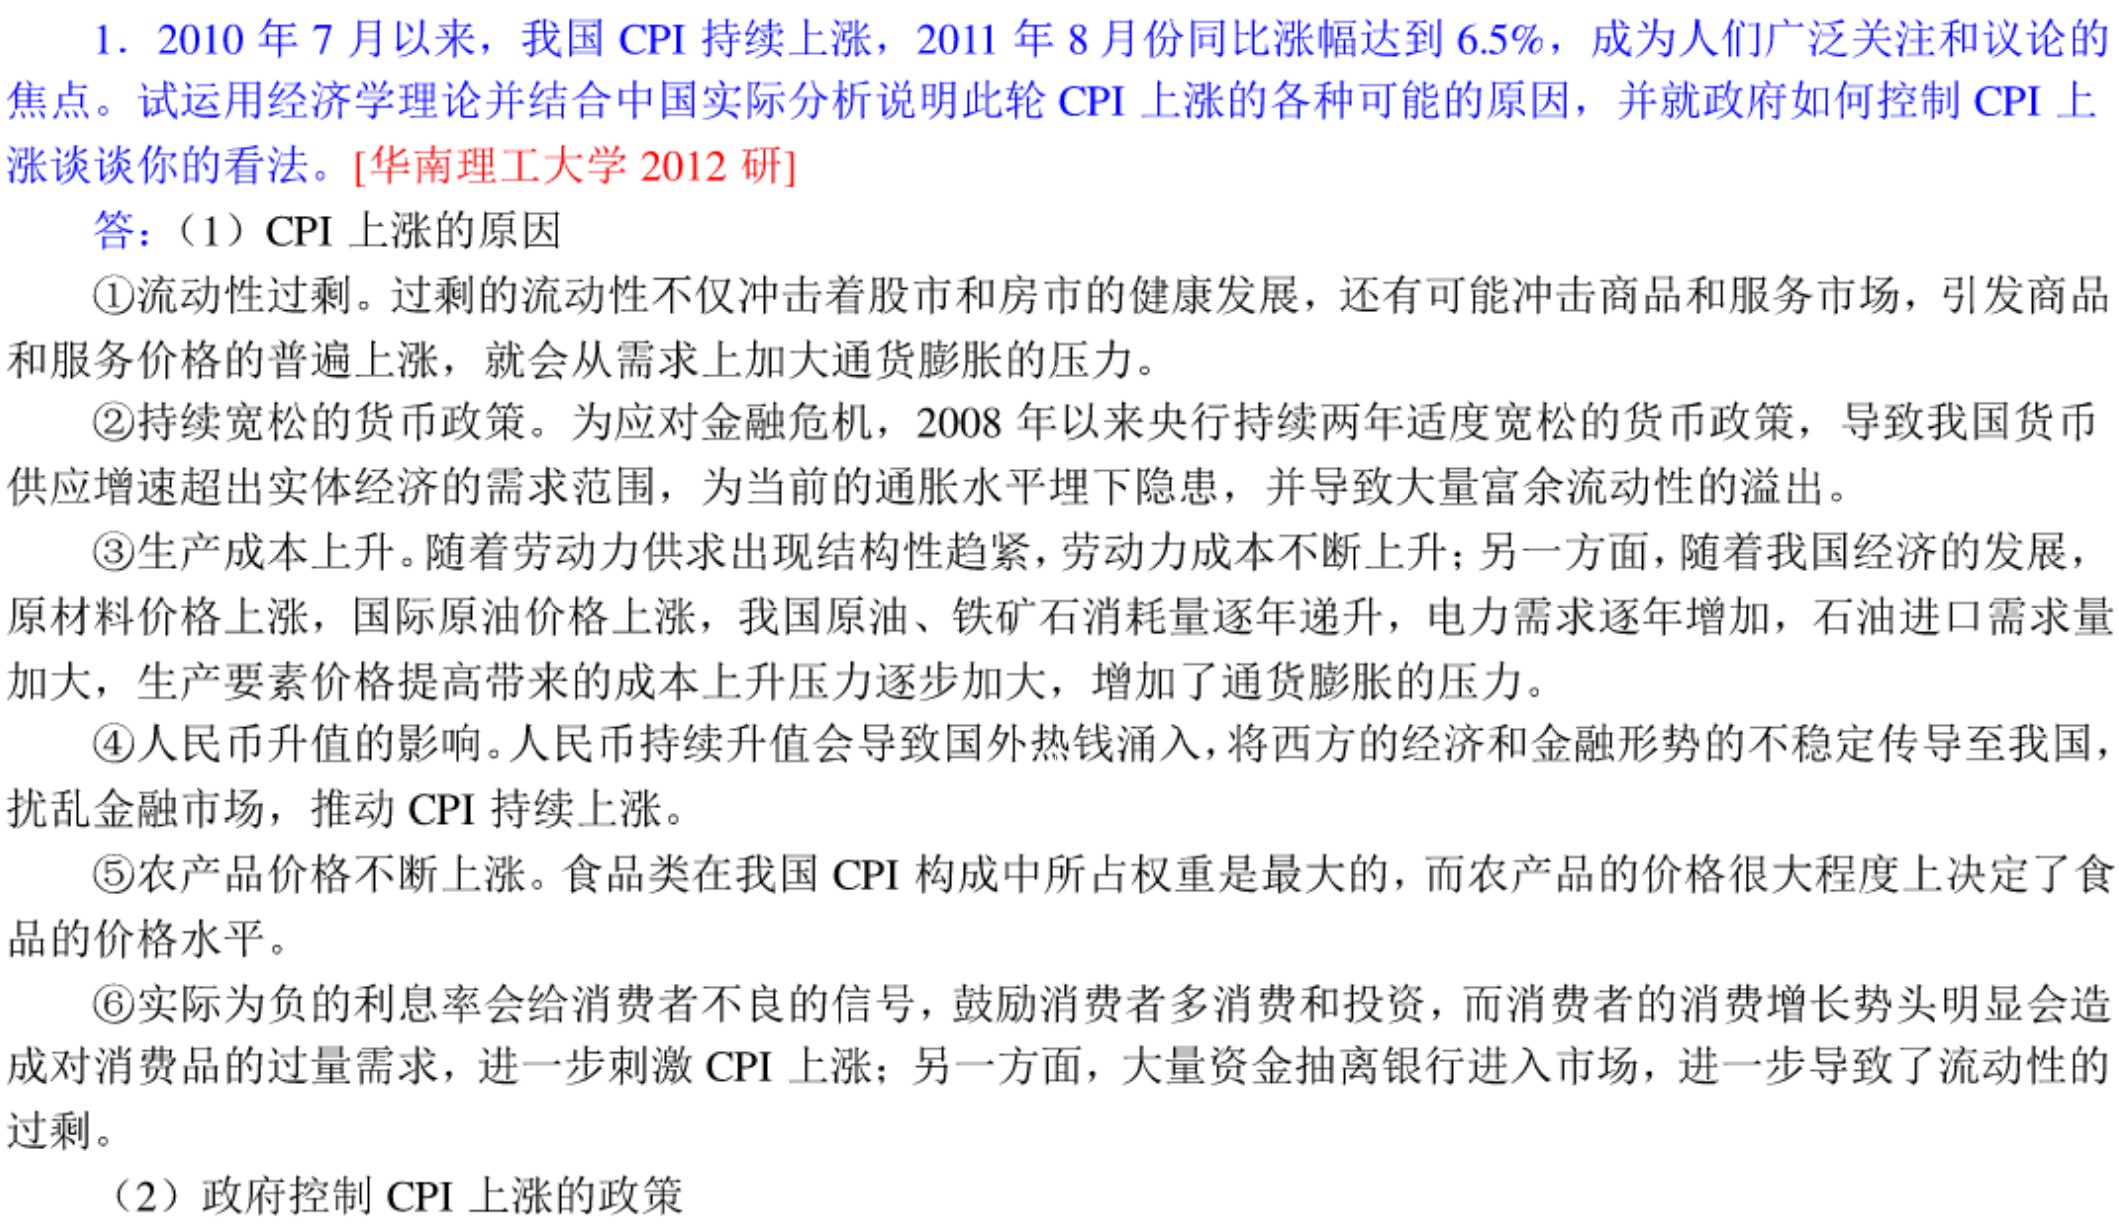 1．2010 年 7 月以来，我国 CPI 持续上涨，2011 年 8 月份同比涨幅达到 6.5%，成为人们广泛关注和议论的
焦点。试运用经济学理论并结合中国实际分析说明此轮 CPI 上涨的各种可能的原因，并就政府如何控制 CPI 上
涨谈谈你的看法。[华南理工大学 2012 研]
答：（1）CPI 上涨的原因
①流动性过剩。过剩的流动性不仅冲击着股市和房市的健康发展，还有可能冲击商品和服务市场，引发商品
和服务价格的普遍上涨，就会从需求上加大通货膨胀的压力。
②持续宽松的货币政策。为应对金融危机，2008 年以来央行持续两年适度宽松的货币政策，导致我国货币
供应增速超出实体经济的需求范围，为当前的通胀水平埋下隐患，并导致大量富余流动性的溢出。
③生产成本上升。随着劳动力供求出现结构性趋紧，劳动力成本不断上升；另一方面，随着我国经济的发展，
原材料价格上涨，国际原油价格上涨，我国原油、铁矿石消耗量逐年递升，电力需求逐年增加，石油进口需求量
加大，生产要素价格提高带来的成本上升压力逐步加大，增加了通货膨胀的压力。
④人民币升值的影响。人民币持续升值会导致国外热钱涌入，将西方的经济和金融形势的不稳定传导至我国，
扰乱金融市场，推动 CPI 持续上涨。
⑤农产品价格不断上涨。食品类在我国 CPI 构成中所占权重是最大的，而农产品的价格很大程度上决定了食
品的价格水平。
⑥实际为负的利息率会给消费者不良的信号，鼓励消费者多消费和投资，而消费者的消费增长势头明显会造
成对消费品的过量需求，进一步刺激 CPI 上涨；另一方面，大量资金抽离银行进入市场，进一步导致了流动性的
过剩。
（2）政府控制 CPI 上涨的政策